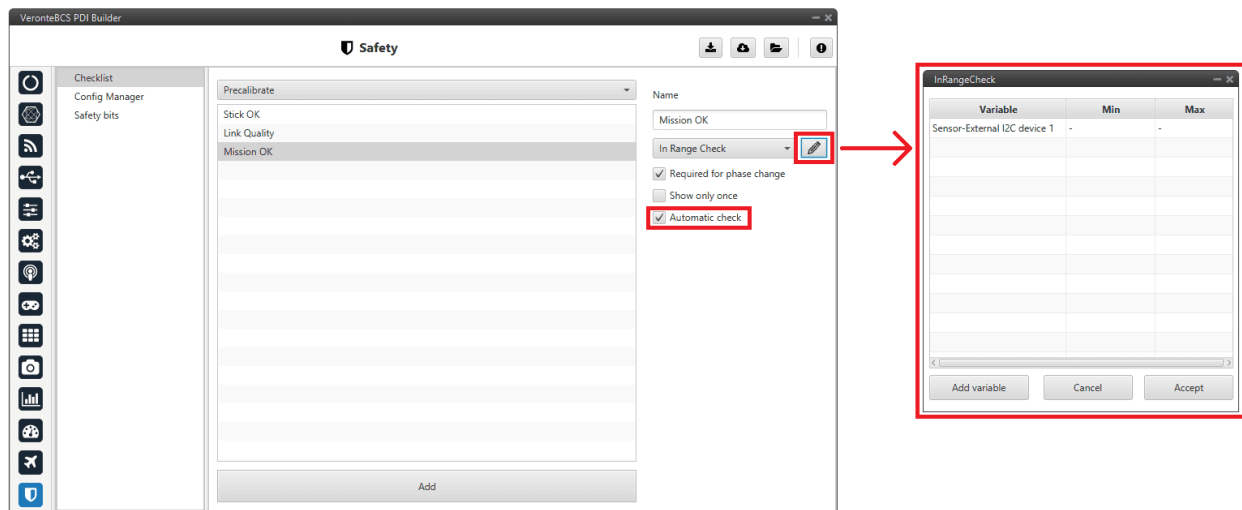 VeronteBCS PDI Builder
Safety
Checklist
Config Manager
Safety bits
Precalibrate
Stick OK
Link Quality
Mission OK
Add
Name
Mission OK
In Range Check
Required for phase change
Show only once
Automatic check
InRangeCheck
Variable Min Max
Sensor-External I2C device 1 - -
Add variable Cancel Accept